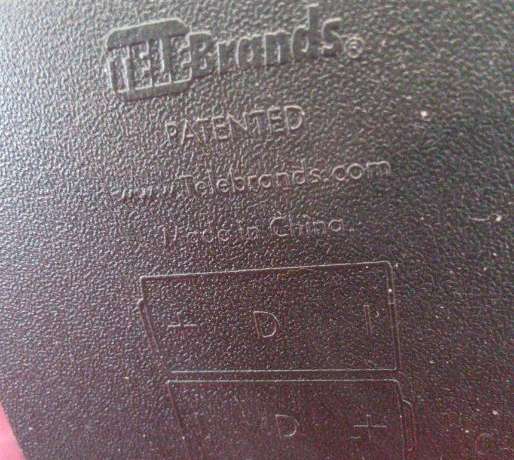 TELEBrands®
PATENTED
www.Telebrands.com
Made in China
D
D +